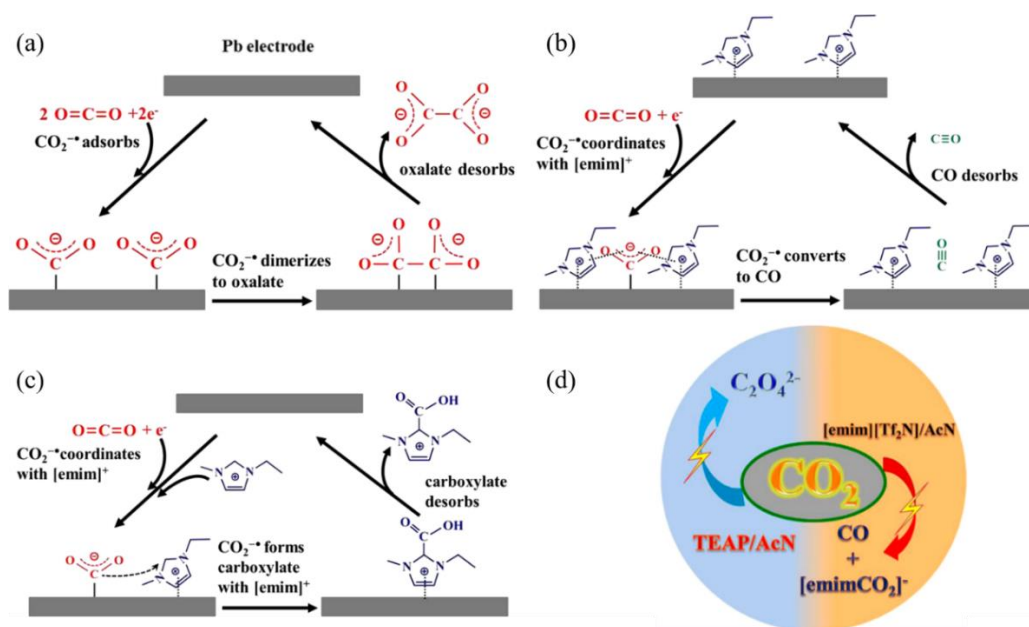 (a)
Pb electrode
2 O=C=O +2e⁻
CO₂⁻• adsorbs
O
O
⊖
⊖
C — C
O
O
oxalate desorbs
⊖
⊖
O
O
O
O
C
C
CO₂⁻• dimerizes
to oxalate
O
O
⊖
⊖
O
C
C
O
(b)
N
N
⊕
N
N
⊕
O=C=O + e⁻
CO₂⁻• coordinates
with [emim]⁺
C≡O
CO desorbs
N
N
⊖
O
O
C
N
N
CO₂⁻• converts
to CO
N
N
O≡C
N
N
(c)
O=C=O + e⁻
CO₂⁻• coordinates
with [emim]⁺
N
N
⊕
O
OH
C
N
N
⊕
carboxylate
desorbs
⊖
O
O
C
N
N
⊕
CO₂⁻• forms
carboxylate
with [emim]⁺
O
OH
C
N
N
⊕
(d)
C₂O₄²⁻
[emim][Tf₂N]/AcN
CO₂
TEAP/AcN
CO
+
[emimCO₂]⁻